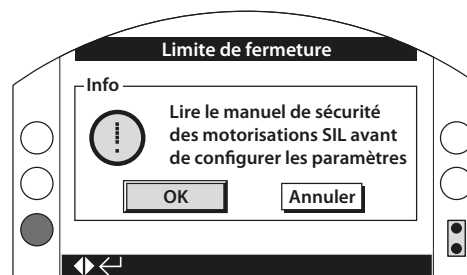 Limite de fermeture
Info
Lire le manuel de sécurité
des motorisations SIL avant
de configurer les paramètres
OK
Annuler